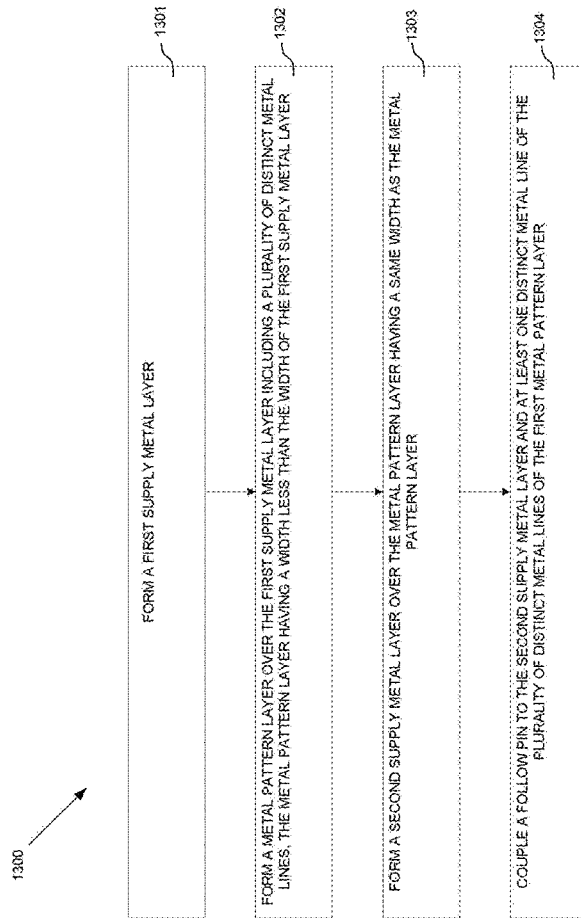 1300
FORM A FIRST SUPPLY METAL LAYER
1301
FORM A METAL PATTERN LAYER OVER THE FIRST SUPPLY METAL LAYER INCLUDING A PLURALITY OF DISTINCT METAL
LINES, THE METAL PATTERN LAYER HAVING A WIDTH LESS THAN THE WIDTH OF THE FIRST SUPPLY METAL LAYER
1302
FORM A SECOND SUPPLY METAL LAYER OVER THE METAL PATTERN LAYER HAVING A SAME WIDTH AS THE METAL
PATTERN LAYER
1303
COUPLE A FOLLOW PIN TO THE SECOND SUPPLY METAL LAYER AND AT LEAST ONE DISTINCT METAL LINE OF THE
PLURALITY OF DISTINCT METAL LINES OF THE FIRST METAL PATTERN LAYER
1304